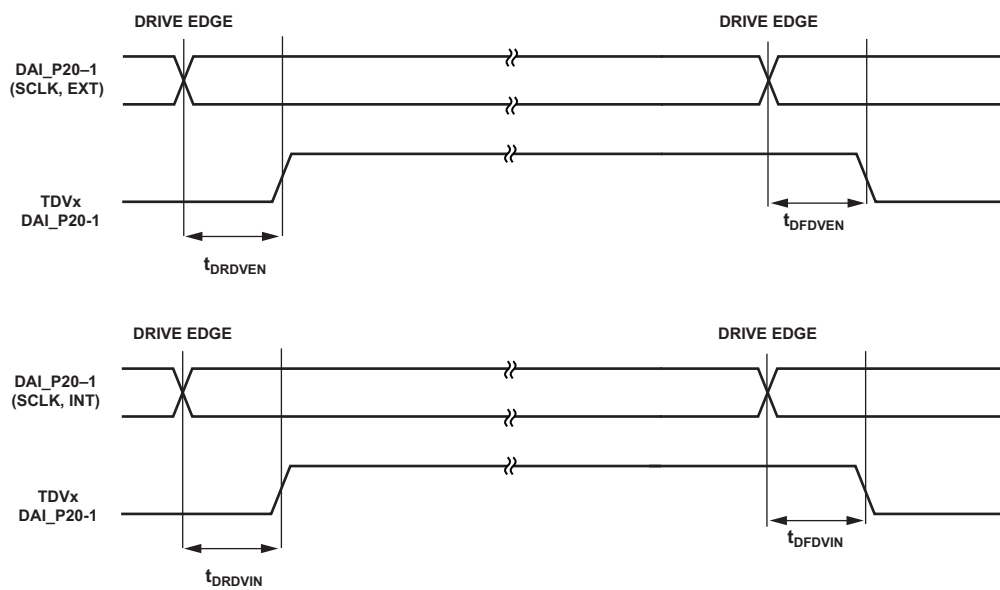 DRIVE EDGE DRIVE EDGE
DAI_P20–1
(SCLK, EXT)
TDVx
DAI_P20-1
tDFDVEN
tDRDVEN
DRIVE EDGE DRIVE EDGE
DAI_P20–1
(SCLK, INT)
TDVx
DAI_P20-1
tDFDVIN
tDRDVIN